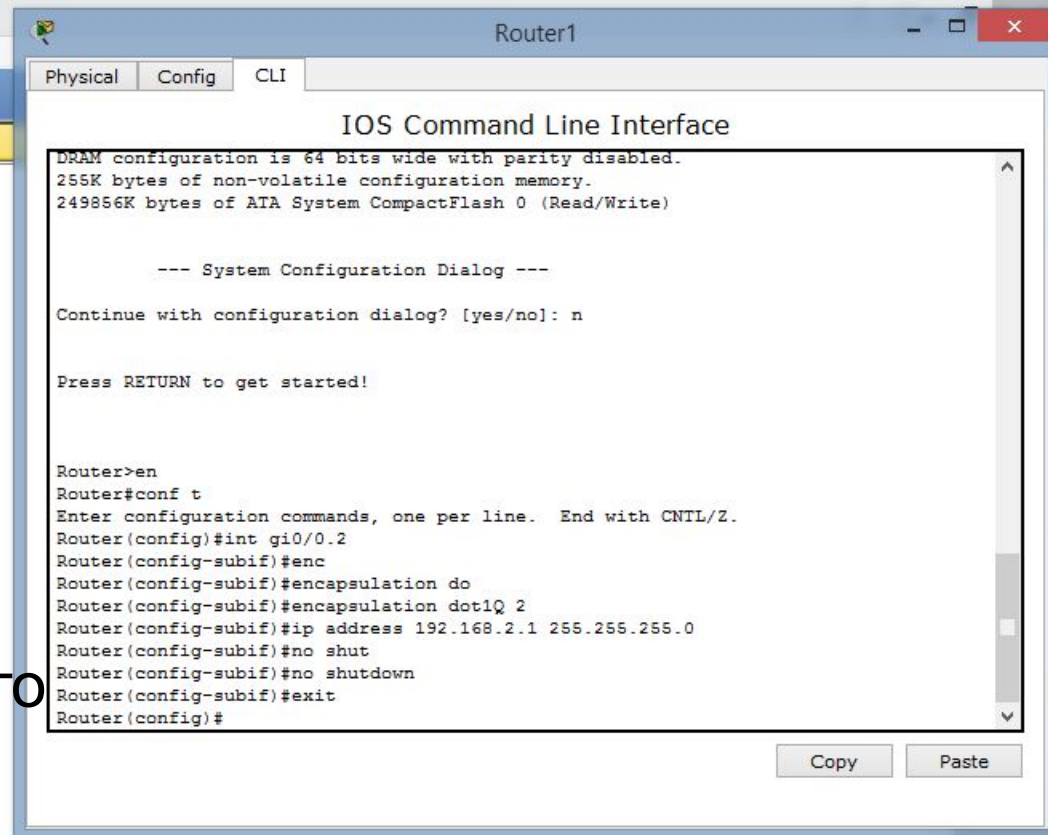 Router1
Physical Config CLI
IOS Command Line Interface
DRAM configuration is 64 bits wide with parity disabled.
255K bytes of non-volatile configuration memory.
249856K bytes of ATA System CompactFlash 0 (Read/Write)
--- System Configuration Dialog ---
Continue with configuration dialog? [yes/no]: n
Press RETURN to get started!
Router>en
Router#conf t
Enter configuration commands, one per line.  End with CNTL/Z.
Router(config)#int gi0/0.2
Router(config-subif)#enc
Router(config-subif)#encapsulation do
Router(config-subif)#encapsulation dot1Q 2
Router(config-subif)#ip address 192.168.2.1 255.255.255.0
Router(config-subif)#no shut
Router(config-subif)#no shutdown
Router(config-subif)#exit
Router(config)#
Copy Paste